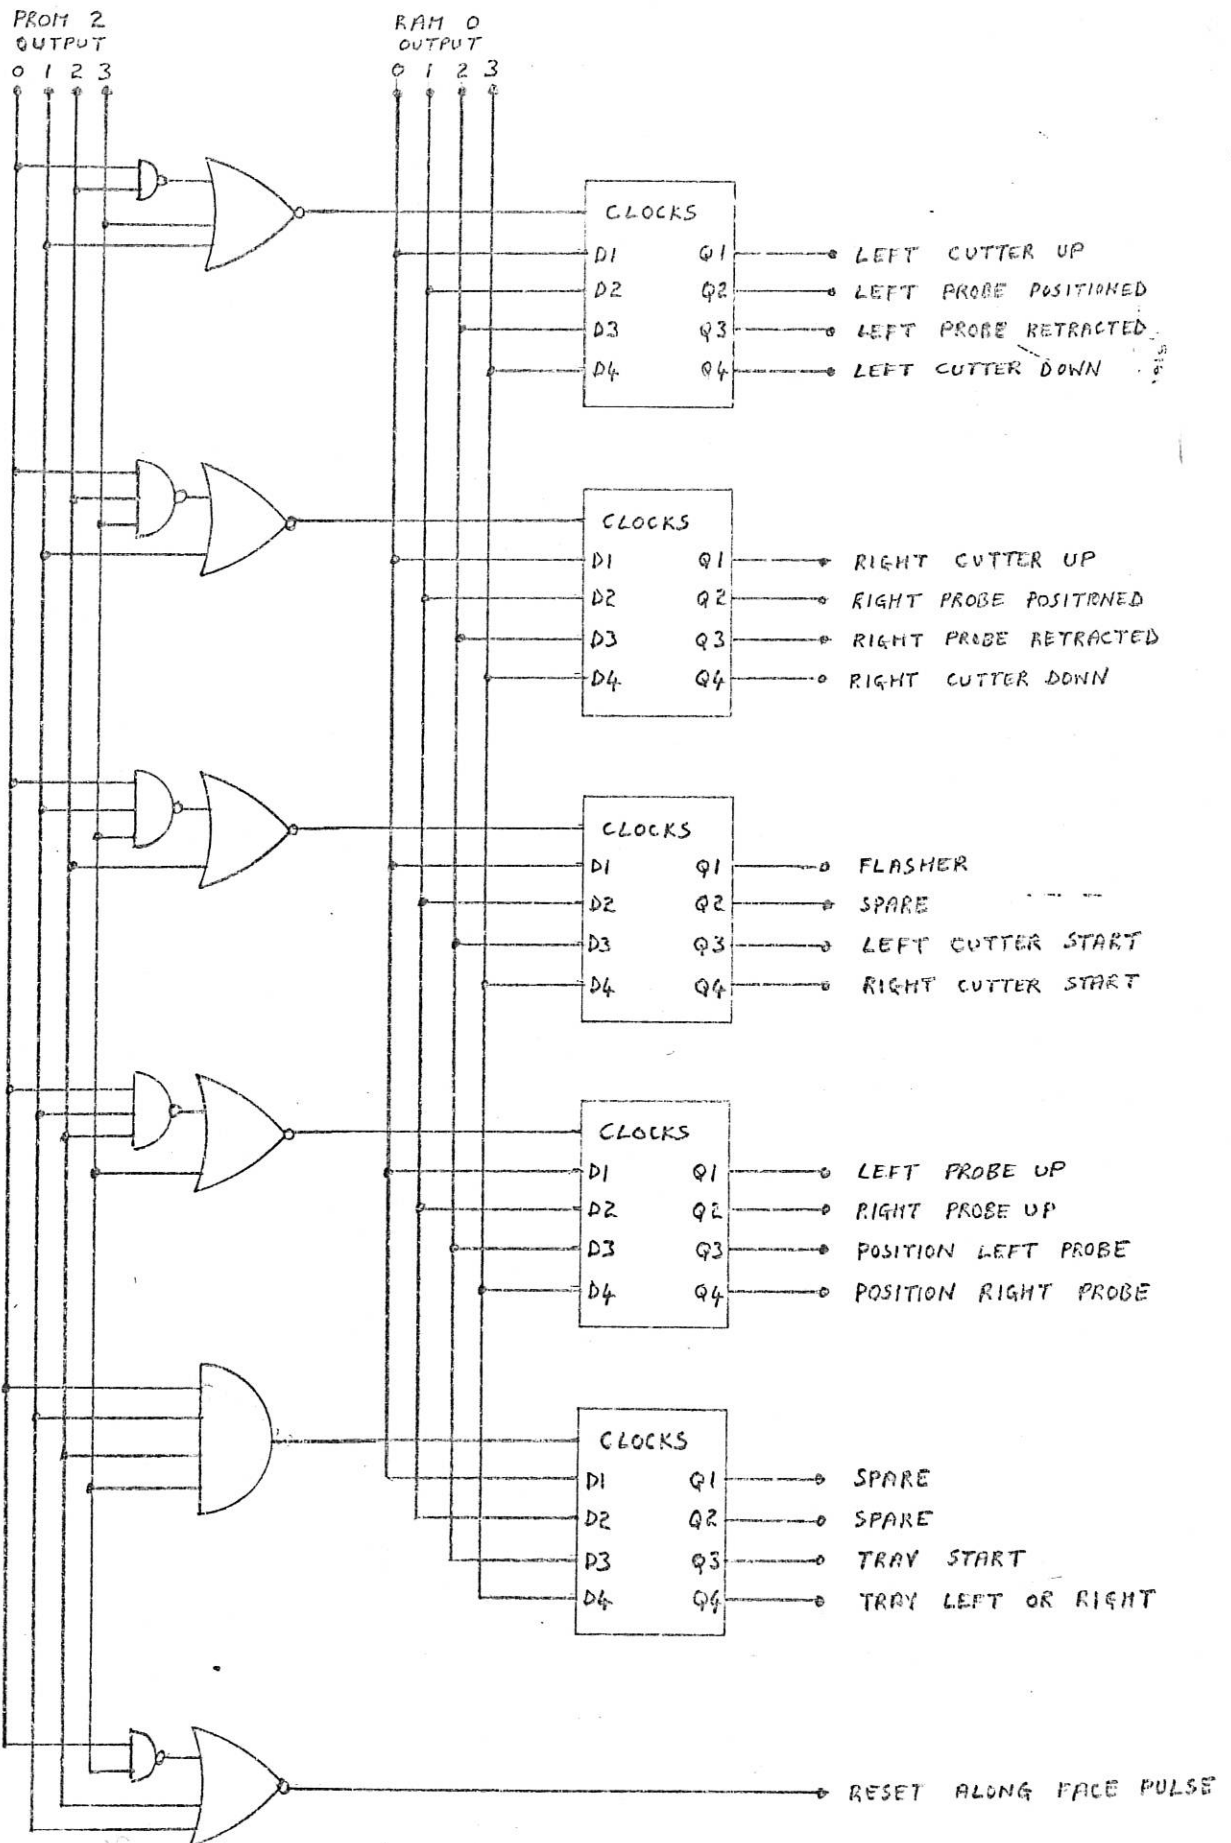 PROM 2
OUTPUT
0 1 2 3
RAM 0
OUTPUT
0 1 2 3
CLOCKS
D1 Q1 LEFT CUTTER UP
D2 Q2 LEFT PROBE POSITIONED
D3 Q3 LEFT PROBE RETRACTED
D4 Q4 LEFT CUTTER DOWN
CLOCKS
D1 Q1 RIGHT CUTTER UP
D2 Q2 RIGHT PROBE POSITIONED
D3 Q3 RIGHT PROBE RETRACTED
D4 Q4 RIGHT CUTTER DOWN
CLOCKS
D1 Q1 FLASHER
D2 Q2 SPARE
D3 Q3 LEFT CUTTER START
D4 Q4 RIGHT CUTTER START
CLOCKS
D1 Q1 LEFT PROBE UP
D2 Q2 RIGHT PROBE UP
D3 Q3 POSITION LEFT PROBE
D4 Q4 POSITION RIGHT PROBE
CLOCKS
D1 Q1 SPARE
D2 Q2 SPARE
D3 Q3 TRAY START
D4 Q4 TRAY LEFT OR RIGHT
RESET ALONG FACE PULSE